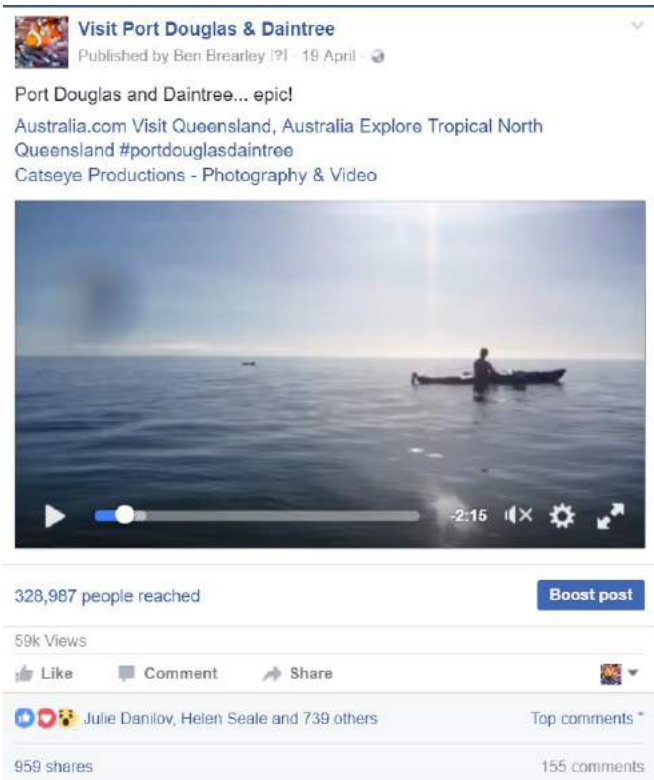 Visit Port Douglas & Daintree
Published by Ben Brearley [?] · 19 April ·
Port Douglas and Daintree... epic!
Australia.com Visit Queensland, Australia Explore Tropical North
Queensland #portdouglasdaintree
Catseye Productions - Photography & Video
-2:15
328,987 people reached
Boost post
59k Views
Like Comment Share
Julie Danilov, Helen Seale and 739 others
Top comments
959 shares
155 comments